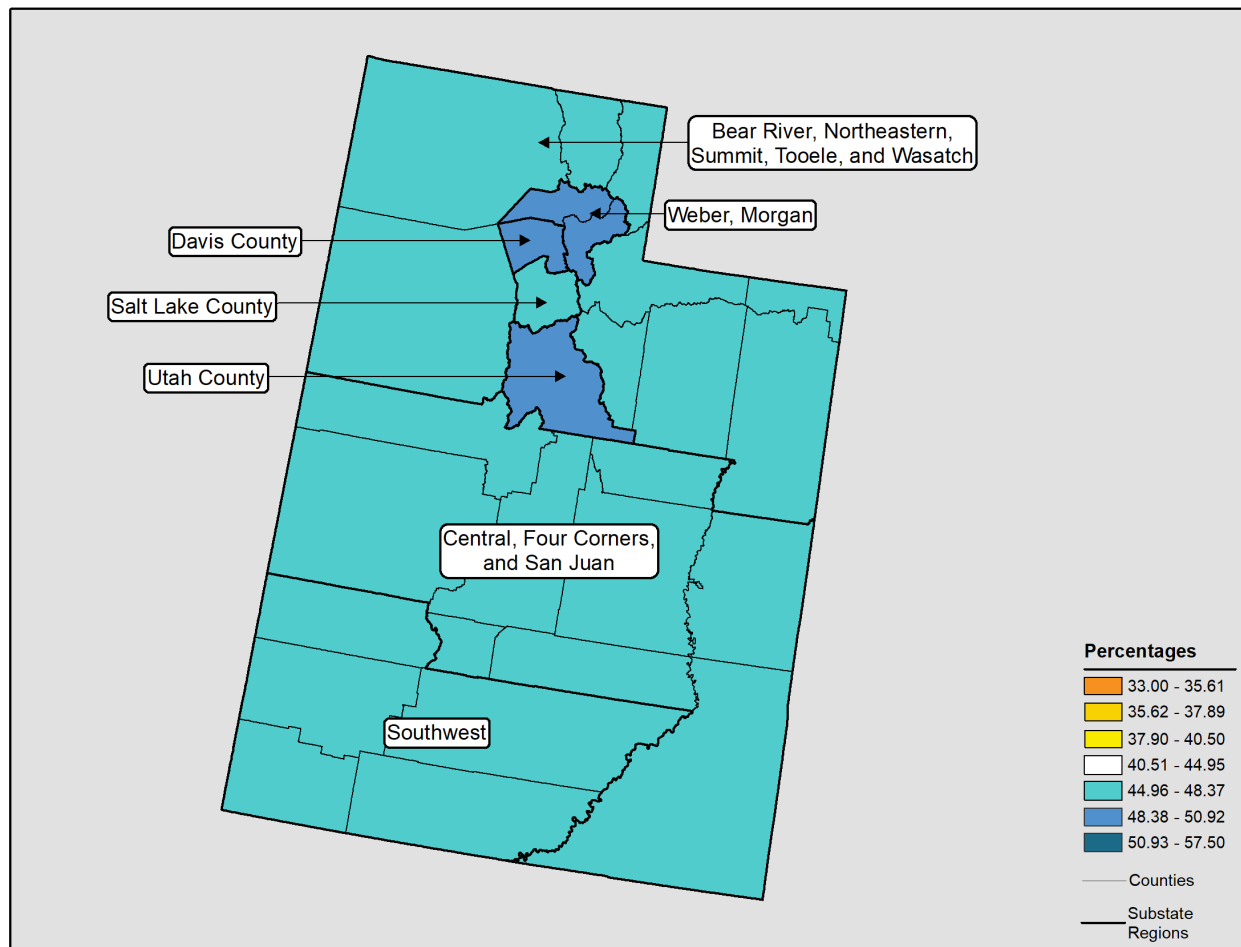 Bear River, Northeastern,
Summit, Tooele, and Wasatch
Weber, Morgan
Davis County
Salt Lake County
Utah County
Central, Four Corners,
and San Juan
Southwest
Percentages
33.00 - 35.61
35.62 - 37.89
37.90 - 40.50
40.51 - 44.95
44.96 - 48.37
48.38 - 50.92
50.93 - 57.50
Counties
Substate
Regions